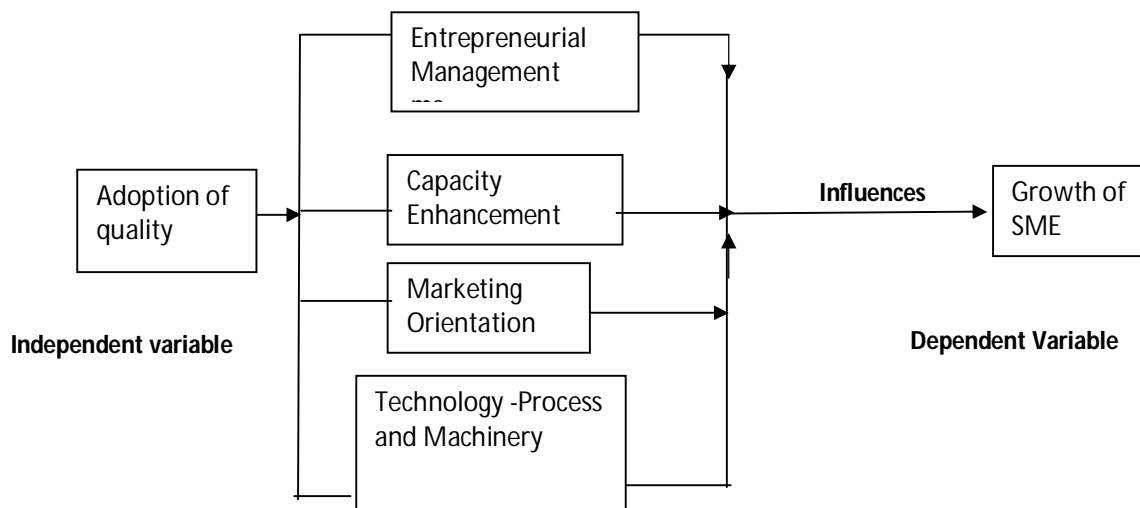 Entrepreneurial
Management
Adoption of
quality
Capacity
Enhancement
Influences
Growth of
SME
Marketing
Orientation
Independent variable
Dependent Variable
Technology -Process
and Machinery